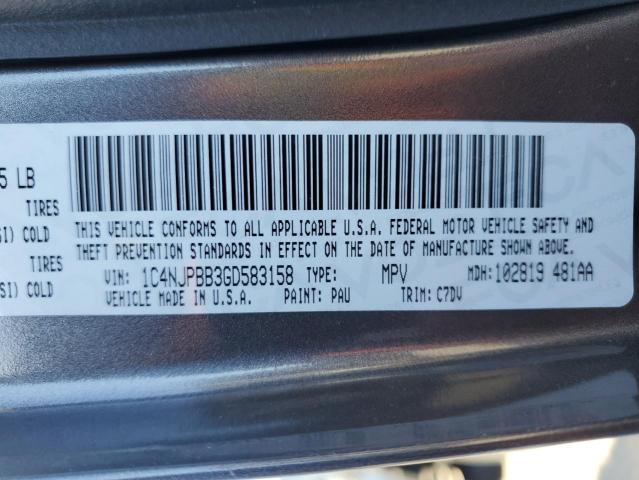 5 LB
TIRES
SI) COLD
TIRES
SI) COLD
THIS VEHICLE CONFORMS TO ALL APPLICABLE U.S.A. FEDERAL MOTOR VEHICLE SAFETY AND
THEFT PREVENTION STANDARDS IN EFFECT ON THE DATE OF MANUFACTURE SHOWN ABOVE.
VIN: 1C4NJPBB3GD583158 TYPE: MPV MDH:102819 481AA
VEHICLE MADE IN U.S.A. PAINT: PAU TRIM: C7DV